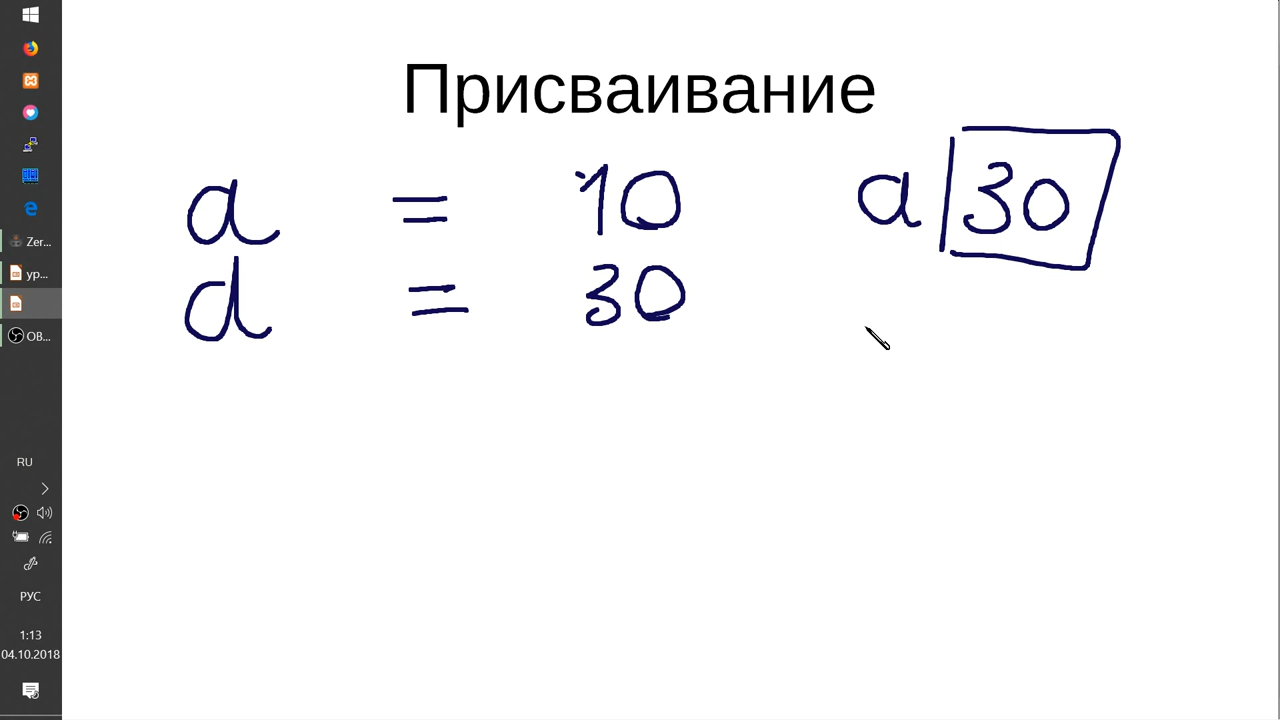 Присваивание
a = 10 a 30
d = 30
Zer...
ур...
OB...
RU
РУС
1:13
04.10.2018